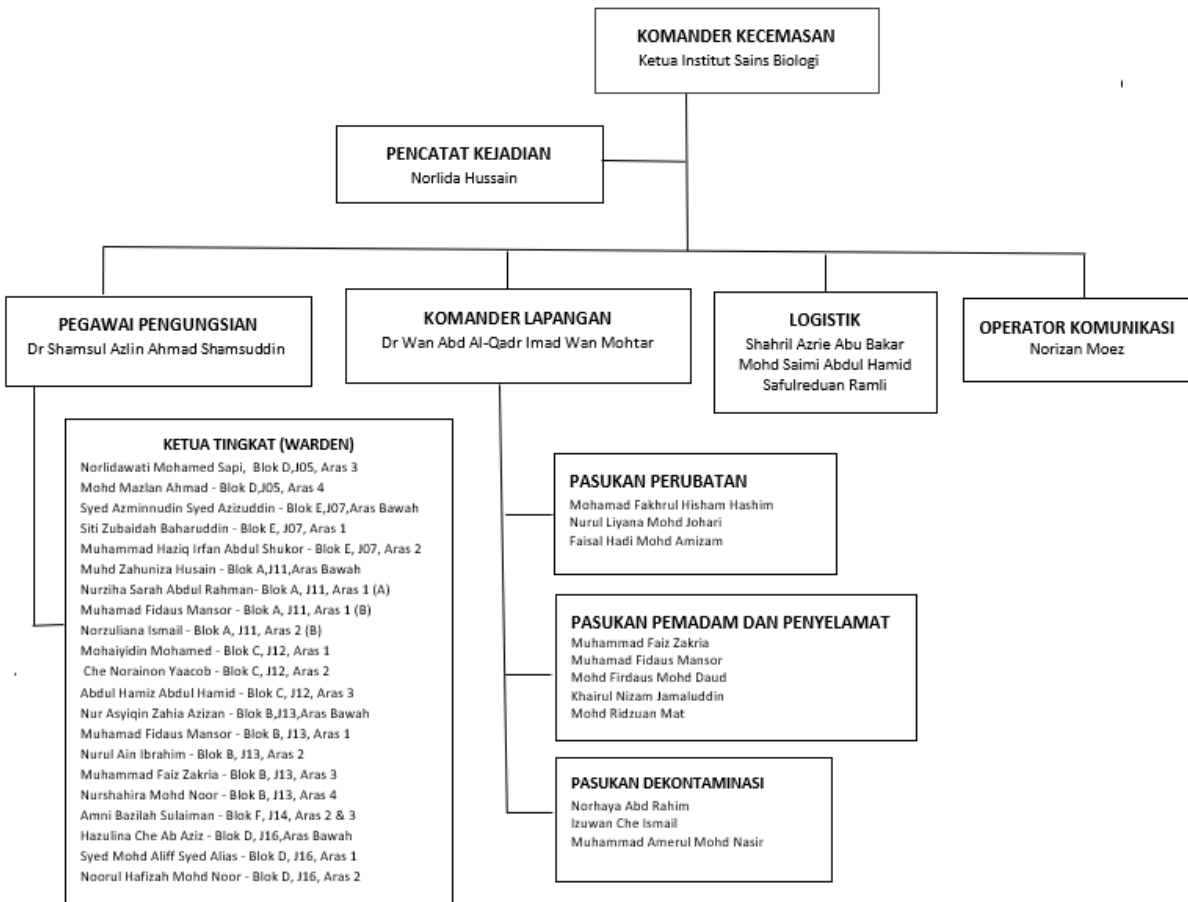 KOMANDER KECEMASAN
Ketua Institut Sains Biologi
PENCATAT KEJADIAN
Norlida Hussain
PEGAWAI PENGUNGSIAN
Dr Shamsul Azlin Ahmad Shamsuddin
KOMANDER LAPANGAN
Dr Wan Abd Al-Qadr Imad Wan Mohtar
LOGISTIK
Shahril Azrie Abu Bakar
Mohd Saimi Abdul Hamid
Safulreduan Ramli
OPERATOR KOMUNIKASI
Norizan Moez
KETUA TINGKAT (WARDEN)
Norlidawati Mohamed Sapi, Blok D,J05, Aras 3
Mohd Mazlan Ahmad - Blok D,J05, Aras 4
Syed Azminnudin Syed Azizuddin - Blok E,J07,Aras Bawah
Siti Zubaidah Baharuddin - Blok E, J07, Aras 1
Muhammad Haziq Irfan Abdul Shukor - Blok E, J07, Aras 2
Muhd Zahuniza Husain - Blok A,J11,Aras Bawah
Nurziha Sarah Abdul Rahman- Blok A, J11, Aras 1 (A)
Muhamad Fidaus Mansor - Blok A, J11, Aras 1 (B)
Norzuliana Ismail - Blok A, J11, Aras 2 (B)
Mohaiyidin Mohamed - Blok C, J12, Aras 1
Che Norainon Yaacob - Blok C, J12, Aras 2
Abdul Hamiz Abdul Hamid - Blok C, J12, Aras 3
Nur Asyiqin Zahia Azizan - Blok B,J13,Aras Bawah
Muhamad Fidaus Mansor - Blok B, J13, Aras 1
Nurul Ain Ibrahim - Blok B, J13, Aras 2
Muhammad Faiz Zakria - Blok B, J13, Aras 3
Nurshahira Mohd Noor - Blok B, J13, Aras 4
Amni Bazilah Sulaiman - Blok F, J14, Aras 2 & 3
Hazulina Che Ab Aziz - Blok D, J16,Aras Bawah
Syed Mohd Aliff Syed Alias - Blok D, J16, Aras 1
Noorul Hafizah Mohd Noor - Blok D, J16, Aras 2
PASUKAN PERUBATAN
Mohamad Fakhrul Hisham Hashim
Nurul Liyana Mohd Johari
Faisal Hadi Mohd Amizam
PASUKAN PEMADAM DAN PENYELAMAT
Muhammad Faiz Zakria
Muhamad Fidaus Mansor
Mohd Firdaus Mohd Daud
Khairul Nizam Jamaluddin
Mohd Ridzuan Mat
PASUKAN DEKONTAMINASI
Norhaya Abd Rahim
Izuwan Che Ismail
Muhammad Amerul Mohd Nasir